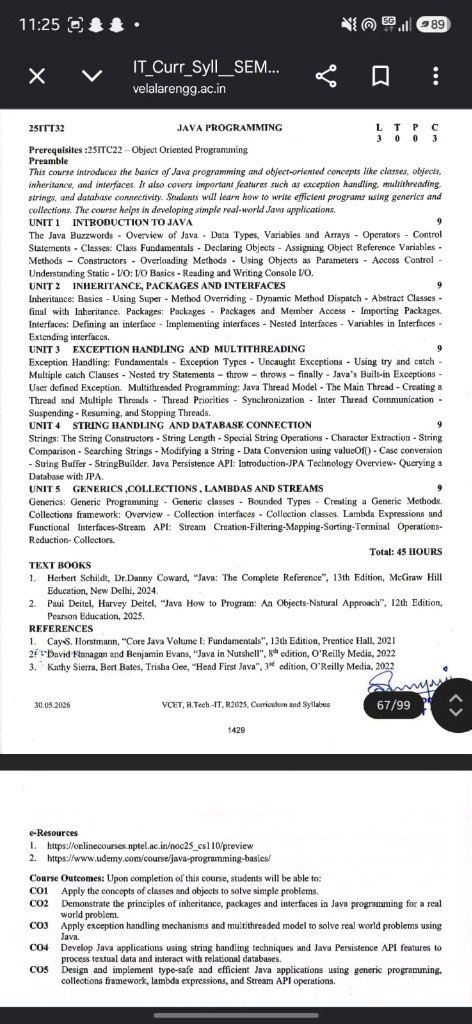 11:25
5G
89
IT_Curr_Syll__SEM...
velalarengg.ac.in
25ITT32 JAVA PROGRAMMING L T P C
3 0 0 3
Prerequisites :25ITC22 – Object Oriented Programming
Preamble
This course introduces the basics of Java programming and object-oriented concepts like classes, objects,
inheritance, and interfaces. It also covers important features such as exception handling, multithreading,
strings, and database connectivity. Students will learn how to write efficient programs using generics and
collections. The course helps in developing simple real-world Java applications.
UNIT 1 INTRODUCTION TO JAVA 9
The Java Buzzwords - Overview of Java - Data Types, Variables and Arrays - Operators - Control
Statements - Classes: Class Fundamentals - Declaring Objects - Assigning Object Reference Variables -
Methods – Constructors - Overloading Methods - Using Objects as Parameters - Access Control -
Understanding Static - I/O: I/O Basics - Reading and Writing Console I/O.
UNIT 2 INHERITANCE, PACKAGES AND INTERFACES 9
Inheritance: Basics - Using Super - Method Overriding - Dynamic Method Dispatch - Abstract Classes -
final with Inheritance. Packages: Packages - Packages and Member Access - Importing Packages.
Interfaces: Defining an interface - Implementing interfaces - Nested Interfaces - Variables in Interfaces -
Extending interfaces.
UNIT 3 EXCEPTION HANDLING AND MULTITHREADING 9
Exception Handling: Fundamentals - Exception Types - Uncaught Exceptions - Using try and catch -
Multiple catch Clauses - Nested try Statements – throw – throws – finally - Java's Built-in Exceptions -
User defined Exception. Multithreaded Programming: Java Thread Model - The Main Thread - Creating a
Thread and Multiple Threads - Thread Priorities - Synchronization - Inter Thread Communication -
Suspending - Resuming, and Stopping Threads.
UNIT 4 STRING HANDLING AND DATABASE CONNECTION 9
Strings: The String Constructors - String Length - Special String Operations - Character Extraction - String
Comparison - Searching Strings - Modifying a String - Data Conversion using valueOf() - Case conversion
- String Buffer - StringBuilder. Java Persistence API: Introduction-JPA Technology Overview- Querying a
Database with JPA.
UNIT 5 GENERICS ,COLLECTIONS , LAMBDAS AND STREAMS 9
Generics: Generic Programming - Generic classes - Bounded Types - Creating a Generic Methods.
Collections framework: Overview - Collection interfaces - Collection classes. Lambda Expressions and
Functional Interfaces-Stream API: Stream Creation-Filtering-Mapping-Sorting-Terminal Operations-
Reduction- Collectors.
Total: 45 HOURS
TEXT BOOKS
1. Herbert Schildt, Dr.Danny Coward, "Java: The Complete Reference", 13th Edition, McGraw Hill
Education, New Delhi, 2024.
2. Paul Deitel, Harvey Deitel, "Java How to Program: An Objects-Natural Approach", 12th Edition,
Pearson Education, 2025.
REFERENCES
1. Cay S. Horstmann, "Core Java Volume I: Fundamentals", 13th Edition, Prentice Hall, 2021
2. David Flanagan and Benjamin Evans, "Java in Nutshell", 8th edition, O'Reilly Media, 2022
3. Kathy Sierra, Bert Bates, Trisha Gee, "Head First Java", 3rd edition, O'Reilly Media, 2022
30.05.2026 VCET, B.Tech.-IT, R2025, Curriculum and Syllabus 67/99
1429
e-Resources
1. https://onlinecourses.nptel.ac.in/noc25_cs110/preview
2. https://www.udemy.com/course/java-programming-basics/
Course Outcomes: Upon completion of this course, students will be able to:
CO1 Apply the concepts of classes and objects to solve simple problems.
CO2 Demonstrate the principles of inheritance, packages and interfaces in Java programming for a real
world problem.
CO3 Apply exception handling mechanisms and multithreaded model to solve real world problems using
Java.
CO4 Develop Java applications using string handling techniques and Java Persistence API features to
process textual data and interact with relational databases.
CO5 Design and implement type-safe and efficient Java applications using generic programming,
collections framework, lambda expressions, and Stream API operations.